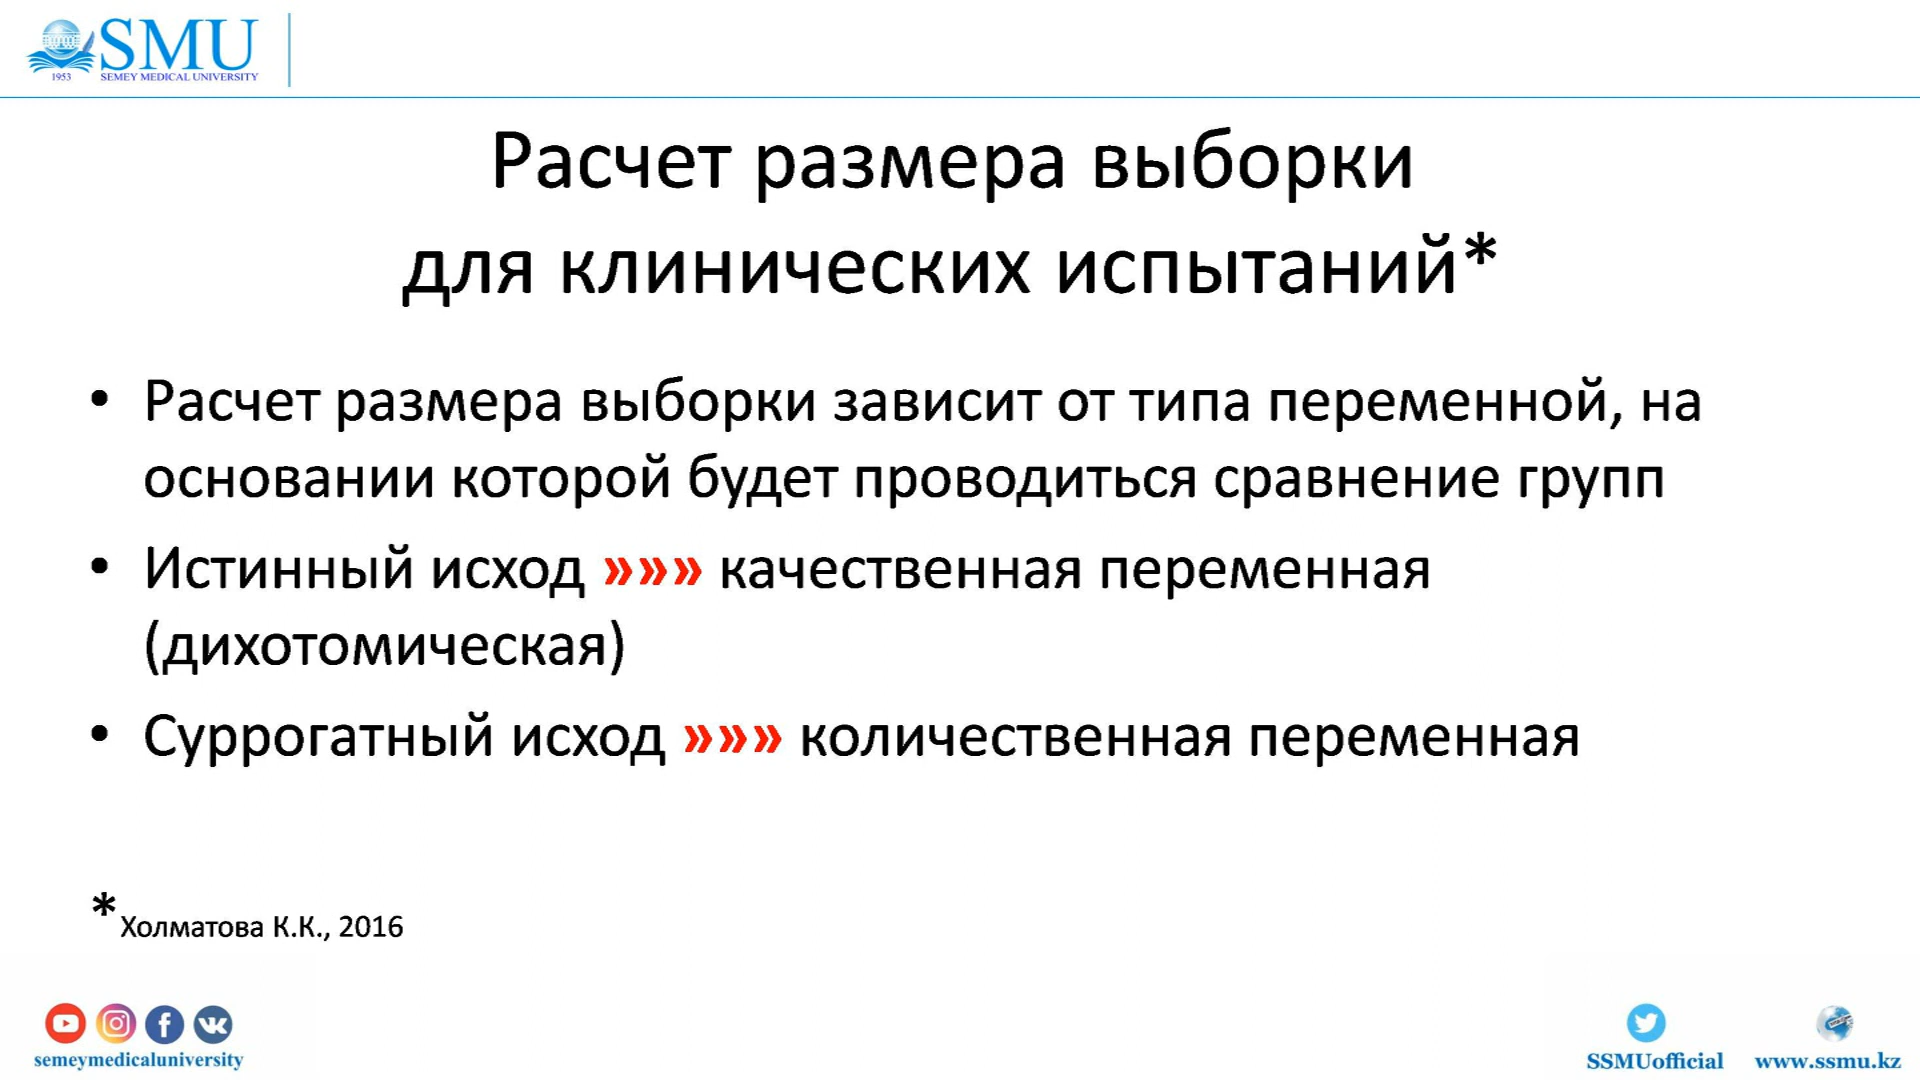 SMU
1953 SEMEY MEDICAL UNIVERSITY
Расчет размера выборки
для клинических испытаний*
• Расчет размера выборки зависит от типа переменной, на
основании которой будет проводиться сравнение групп
• Истинный исход »»» качественная переменная
(дихотомическая)
• Суррогатный исход »»» количественная переменная
*Холматова К.К., 2016
semeymedicaluniversity
SSMUofficial
www.ssmu.kz